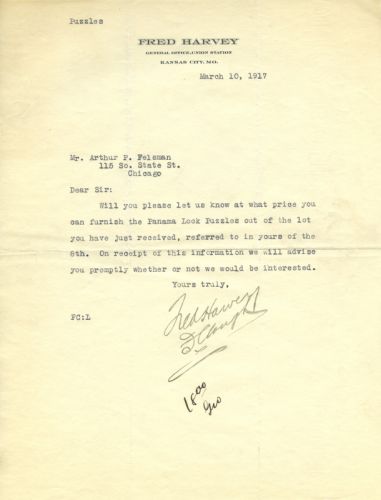 Puzzles
FRED HARVEY
GENERAL OFFICE, UNION STATION
KANSAS CITY, MO.
March 10, 1917
Mr. Arthur P. Felsman
115 So. State St.
Chicago
Dear Sir:
Will you please let us know at what price you
can furnish the Panama Lock Puzzles out of the lot
you have just received, referred to in yours of the
8th. On receipt of this information we will advise
you promptly whether or not we would be interested.
Yours truly,
Fred Harvey
FC:L
18.00
gro